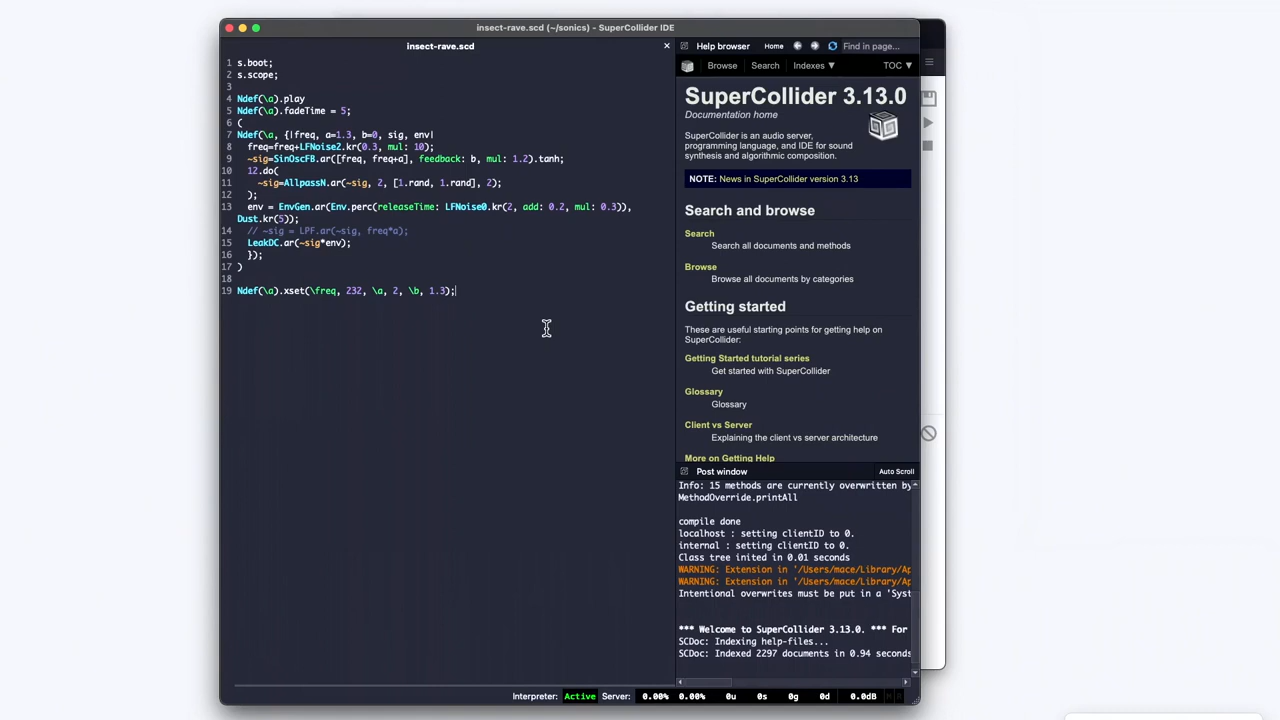 insect-rave.scd (~/sonics) - SuperCollider IDE
insect-rave.scd
Help browser Home Find in page...
Browse Search Indexes ▼ TOC ▼
1 s.boot;
2 s.scope;
3
4 Ndef(\a).play
5 Ndef(\a).fadeTime = 5;
6 (
7 Ndef(\a, {|freq, a=1.3, b=0, sig, env|
8 freq=freq+LFNoise2.kr(0.3, mul: 10);
9 ~sig=SinOscFB.ar([freq, freq+a], feedback: b, mul: 1.2).tanh;
10 12.do(
11 ~sig=AllpassN.ar(~sig, 2, [1.rand, 1.rand], 2);
12 );
13 env = EnvGen.ar(Env.perc(releaseTime: LFNoise0.kr(2, add: 0.2, mul: 0.3)),
Dust.kr(5));
14 // ~sig = LPF.ar(~sig, freq*a);
15 LeakDC.ar(~sig*env);
16 });
17 )
18
19 Ndef(\a).xset(\freq, 232, \a, 2, \b, 1.3);
SuperCollider 3.13.0
Documentation home
SuperCollider is an audio server,
programming language, and IDE for sound
synthesis and algorithmic composition.
NOTE: News in SuperCollider version 3.13
Search and browse
Search
Search all documents and methods
Browse
Browse all documents by categories
Getting started
These are useful starting points for getting help on
SuperCollider:
Getting Started tutorial series
Get started with SuperCollider
Glossary
Glossary
Client vs Server
Explaining the client vs server architecture
More on Getting Help
Post window Auto Scroll
Info: 15 methods are currently overwritten by
MethodOverride.printAll
compile done
localhost : setting clientID to 0.
internal : setting clientID to 0.
Class tree inited in 0.01 seconds
WARNING: Extension in '/Users/mace/Library/Ap
WARNING: Extension in '/Users/mace/Library/Ap
Intentional overwrites must be put in a 'Syst
*** Welcome to SuperCollider 3.13.0. *** For
SCDoc: Indexing help-files...
SCDoc: Indexed 2297 documents in 0.94 seconds
Interpreter: Active Server: 0.00% 0.00% 0u 0s 0g 0d 0.0dB M R